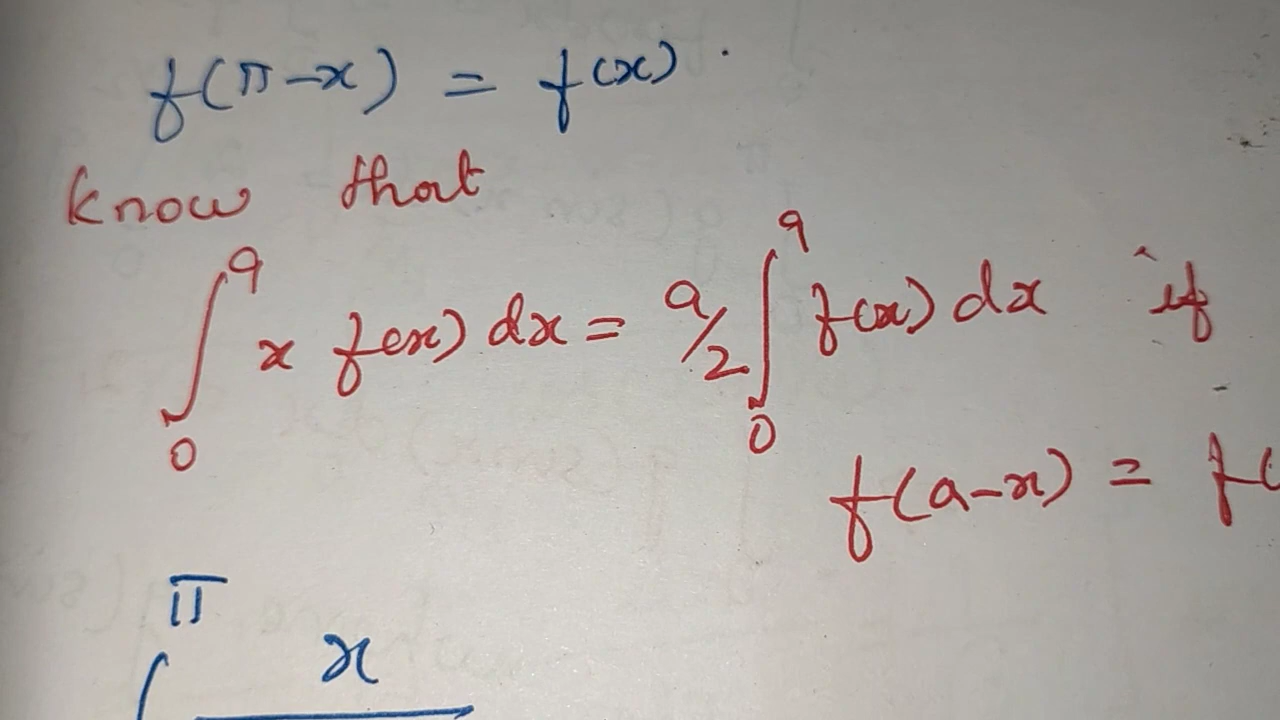 f(π-x) = f(x).
know that
∫₀ᵃ x f(x) dx = a/2 ∫₀ᵃ f(x) dx if
f(a-x) = f(
π
∫ x